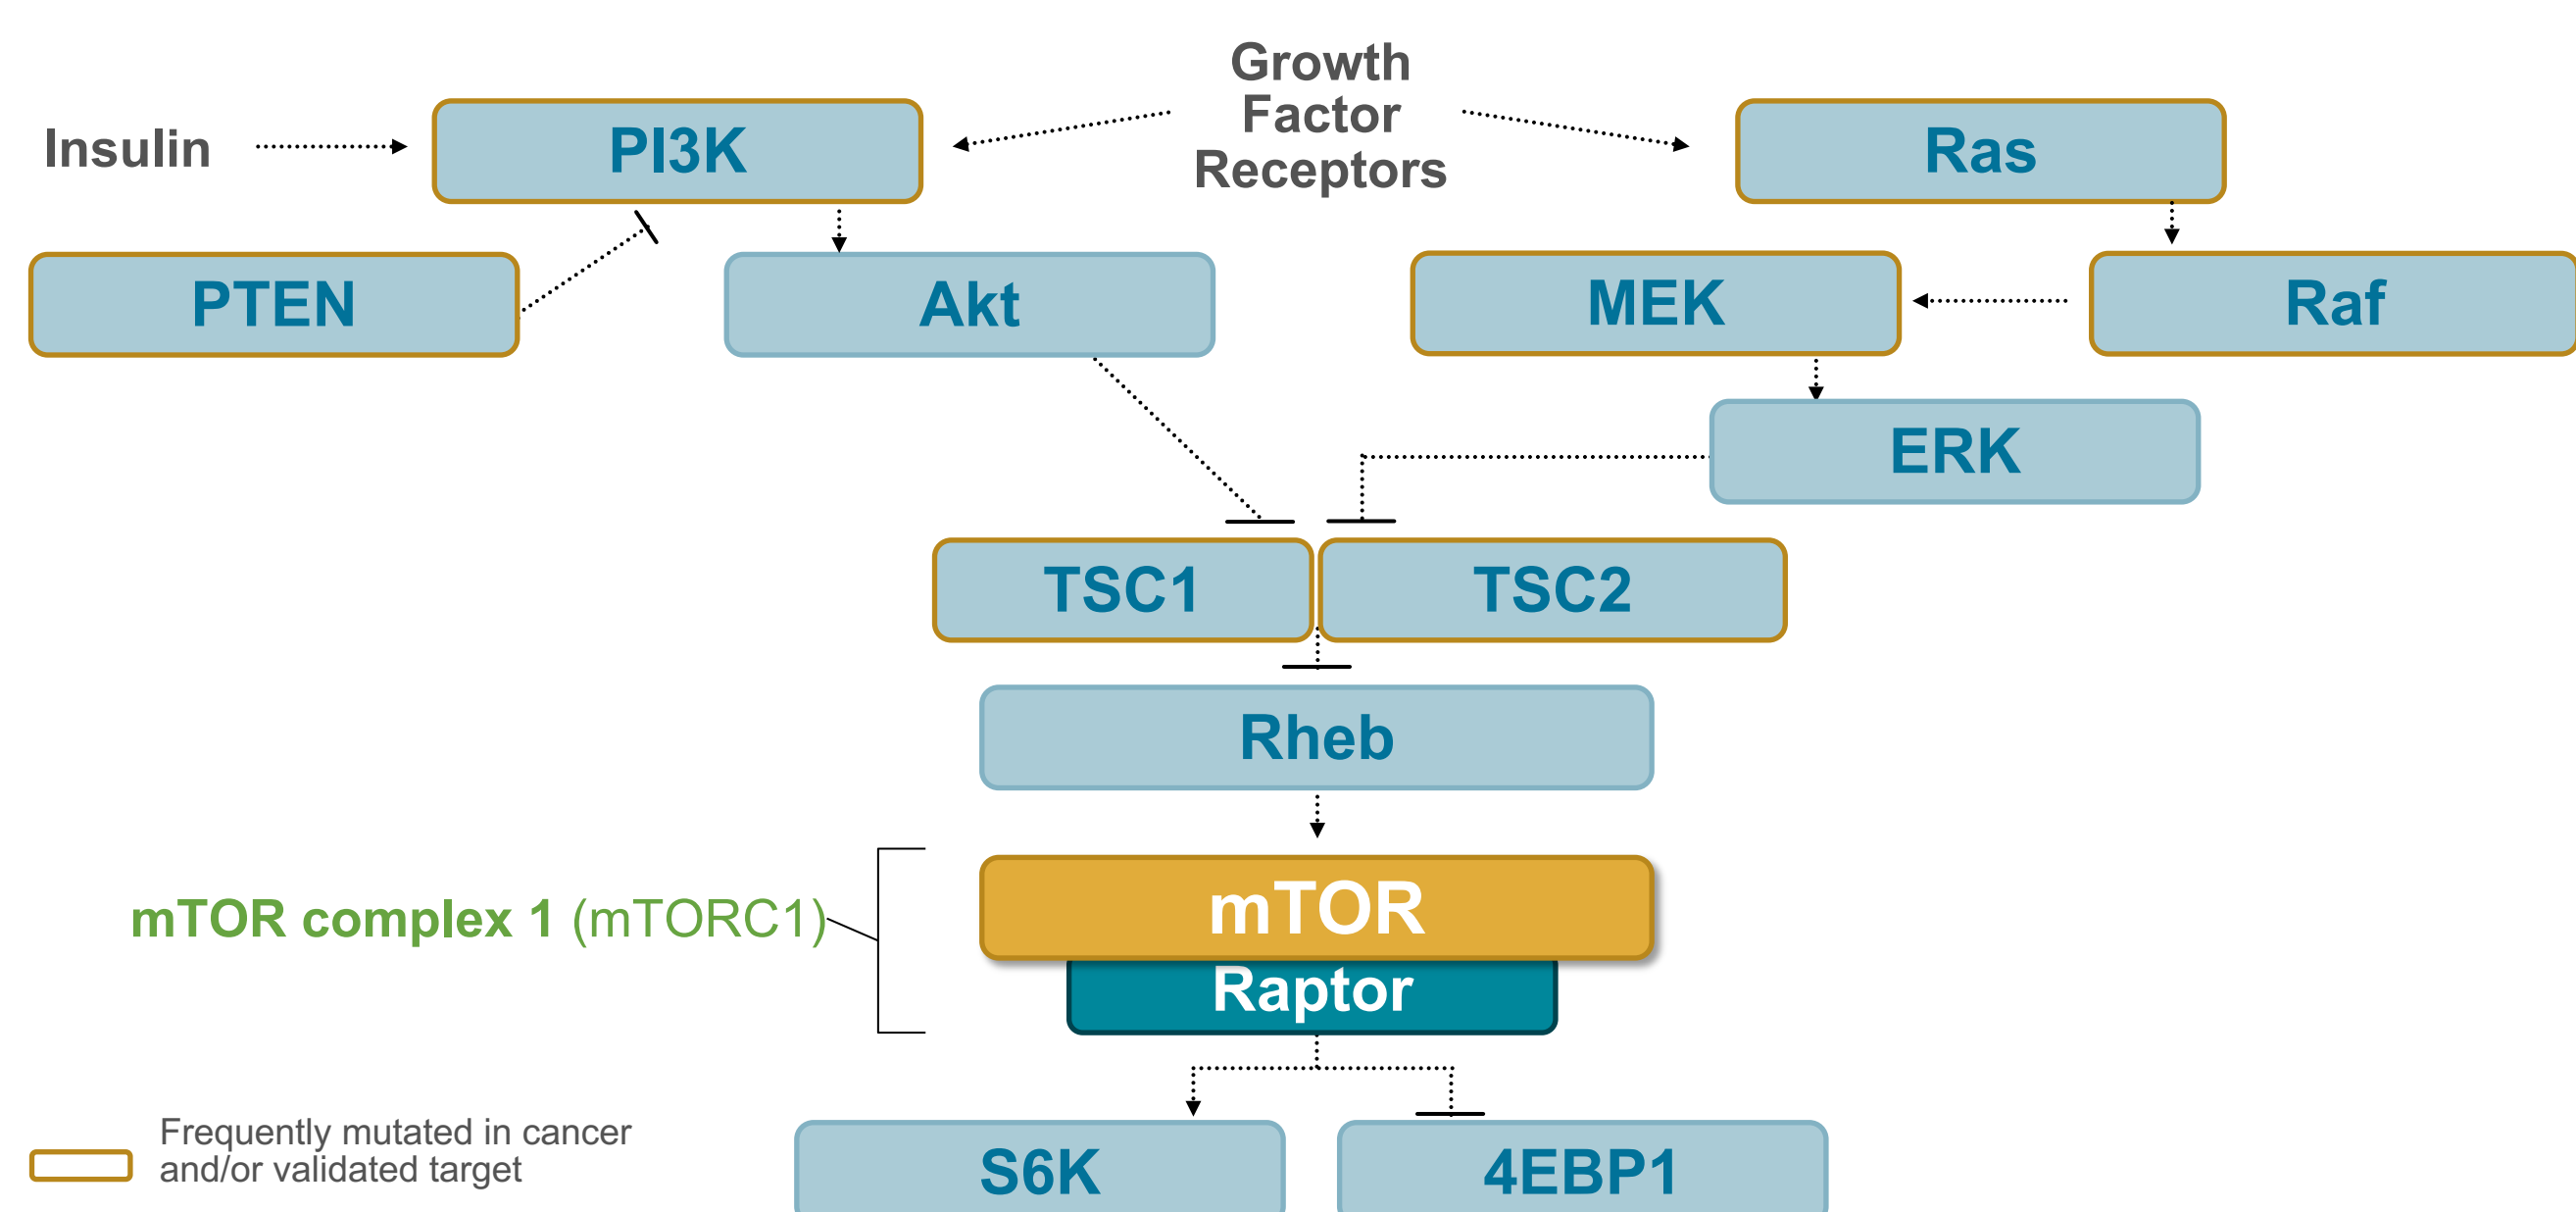 Growth
Factor
Receptors
Insulin
PI3K
Ras
PTEN
Akt
MEK
Raf
ERK
TSC1
TSC2
Rheb
mTOR
mTOR complex 1 (mTORC1)
Raptor
Frequently mutated in cancer
and/or validated target
S6K
4EBP1